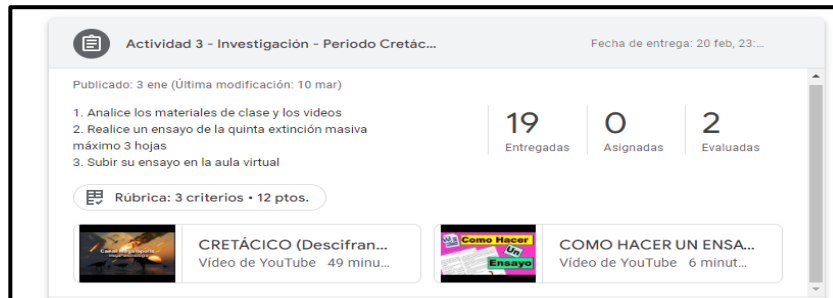 Actividad 3 - Investigación - Periodo Cretác...
Fecha de entrega: 20 feb, 23:...
Publicado: 3 ene (Última modificación: 10 mar)
1. Analice los materiales de clase y los videos
2. Realice un ensayo de la quinta extinción masiva
máximo 3 hojas
3. Subir su ensayo en la aula virtual
19
Entregadas
0
Asignadas
2
Evaluadas
Rúbrica: 3 criterios • 12 ptos.
CRETÁCICO (Descifran...
Vídeo de YouTube 49 minu...
Como Hacer
Un
Ensayo
COMO HACER UN ENSA...
Vídeo de YouTube 6 minut...